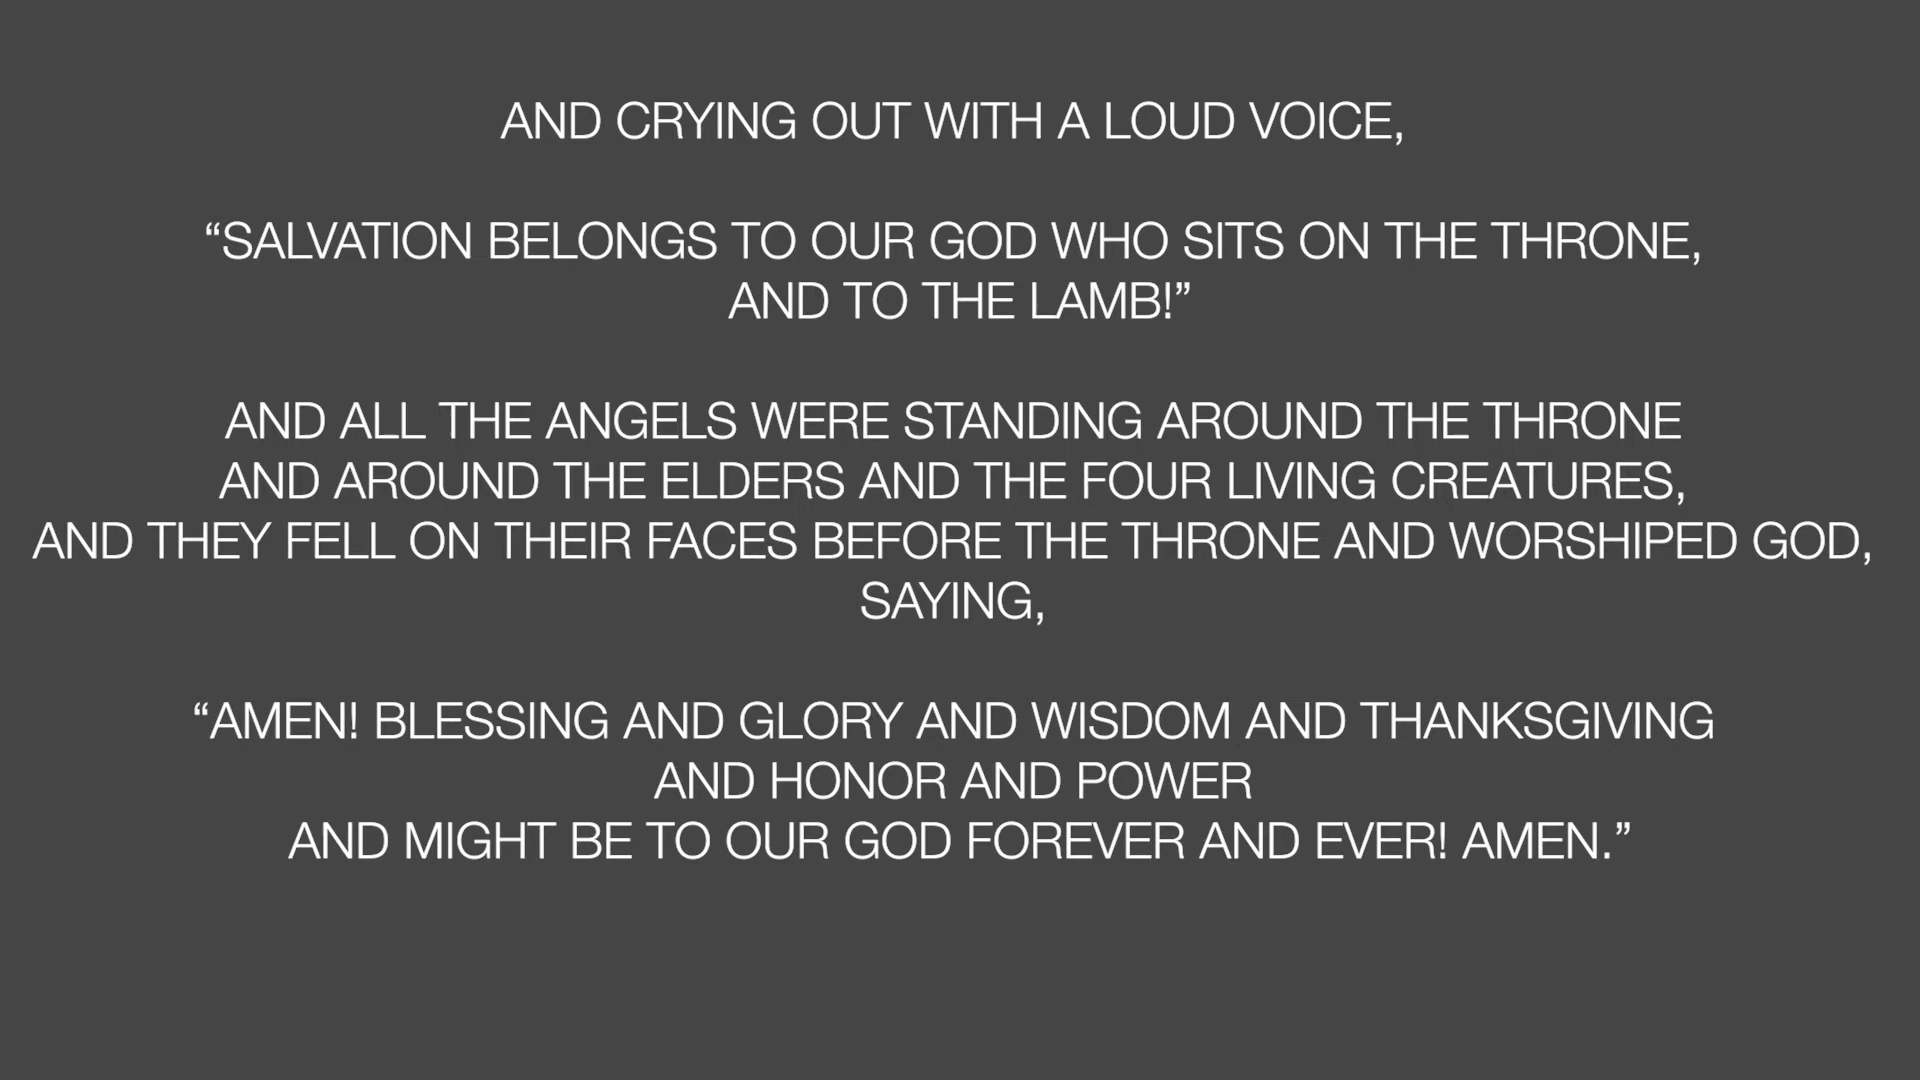 AND CRYING OUT WITH A LOUD VOICE,
“SALVATION BELONGS TO OUR GOD WHO SITS ON THE THRONE,
AND TO THE LAMB!”
AND ALL THE ANGELS WERE STANDING AROUND THE THRONE
AND AROUND THE ELDERS AND THE FOUR LIVING CREATURES,
AND THEY FELL ON THEIR FACES BEFORE THE THRONE AND WORSHIPED GOD,
SAYING,
“AMEN! BLESSING AND GLORY AND WISDOM AND THANKSGIVING
AND HONOR AND POWER
AND MIGHT BE TO OUR GOD FOREVER AND EVER! AMEN.”